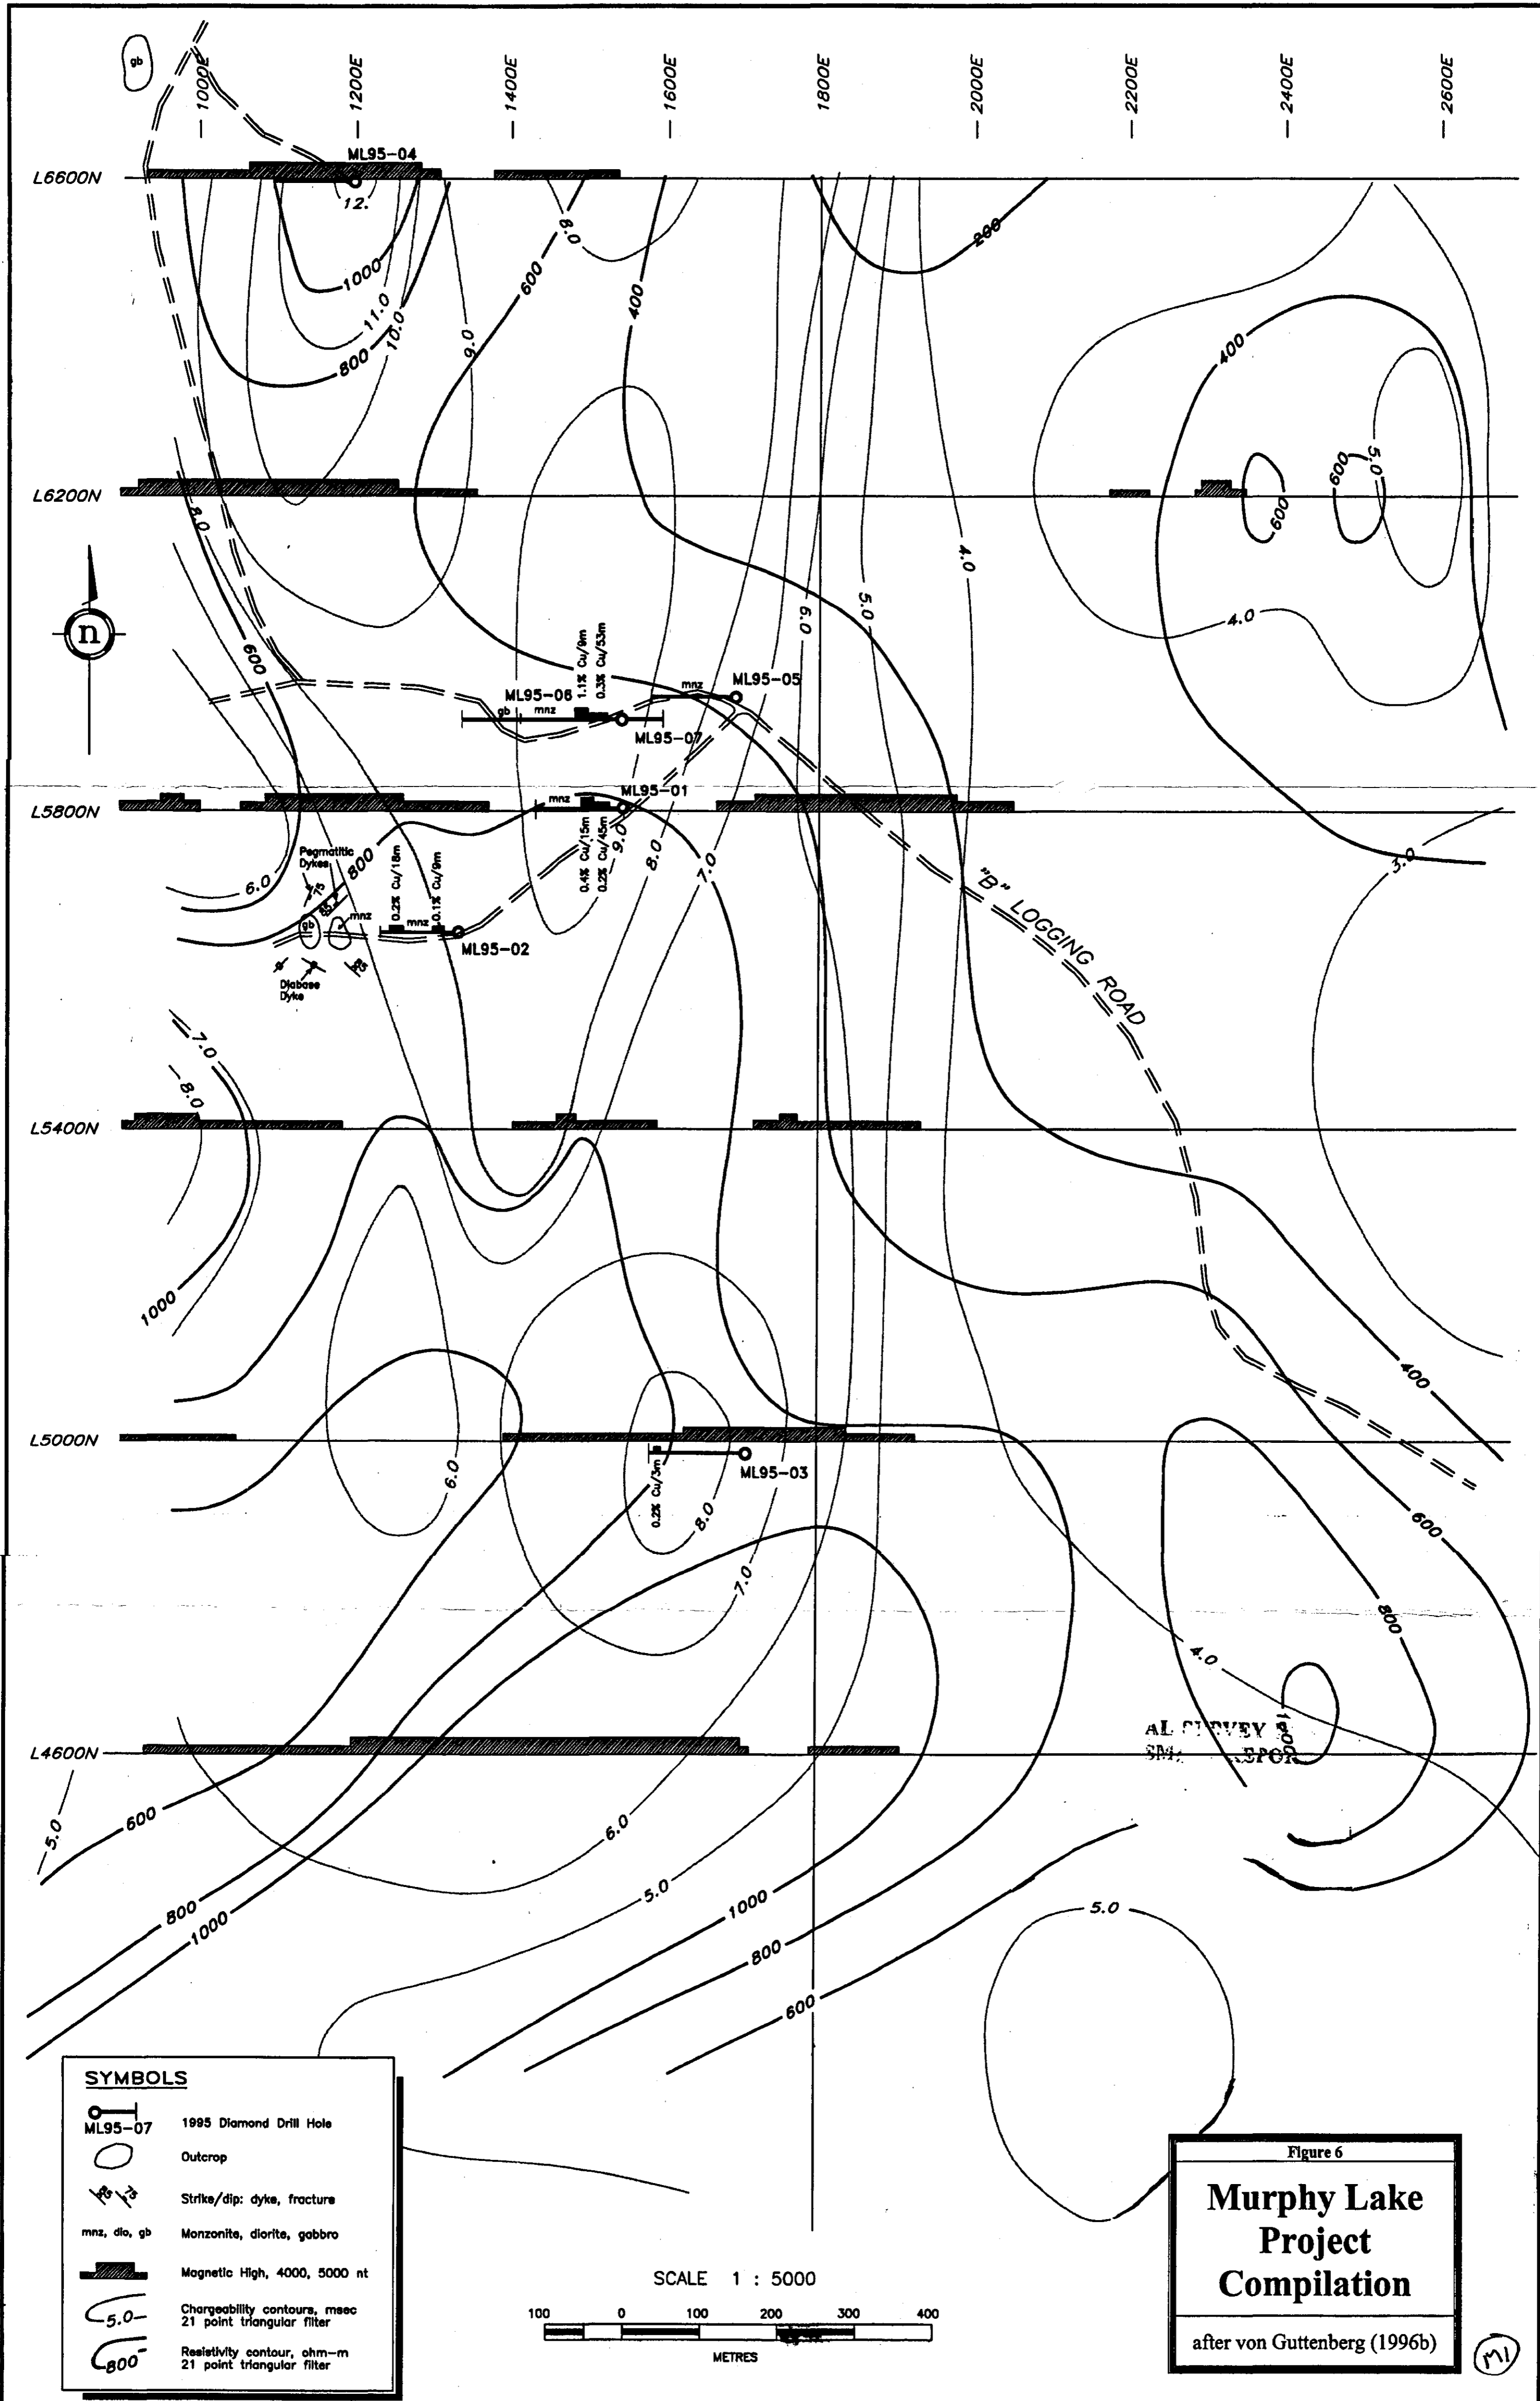 gb
1000E
1200E
1400E
1600E
1800E
2000E
2200E
2400E
2600E
L6600N
ML95-04
12.
1000
11.0
10.0
800
9.0
8.0
600
400
200
400
L6200N
8.0
600
600
5.0
4.0
5.0
6.0
4.0
n
600
1.1% Cu/9m
0.3% Cu/53m
ML95-06
mnz
ML95-05
gb
mnz
ML95-07
L5800N
mnz
ML95-01
0.4% Cu/15m
0.2% Cu/45m
9.0
8.0
7.0
3.0
Pegmatitic
Dykes
75
85
800
6.0
0.2% Cu/18m
0.1% Cu/9m
gb
mnz
mnz
ML95-02
Diabase
Dyke
85
"B" LOGGING ROAD
7.0
8.0
L5400N
1000
400
L5000N
6.0
0.2% Cu/3m
ML95-03
8.0
7.0
600
800
4.0
1000
L4600N
5.0
600
6.0
800
1000
5.0
1000
800
600
5.0
SYMBOLS
ML95-07
1995 Diamond Drill Hole
Outcrop
85 75
Strike/dip: dyke, fracture
mnz, dio, gb
Monzonite, diorite, gabbro
Magnetic High, 4000, 5000 nt
5.0
Chargeability contours, msec
21 point triangular filter
800
Resistivity contour, ohm-m
21 point triangular filter
SCALE 1 : 5000
100 0 100 200 300 400
METRES
Figure 6
Murphy Lake
Project
Compilation
after von Guttenberg (1996b)
M1